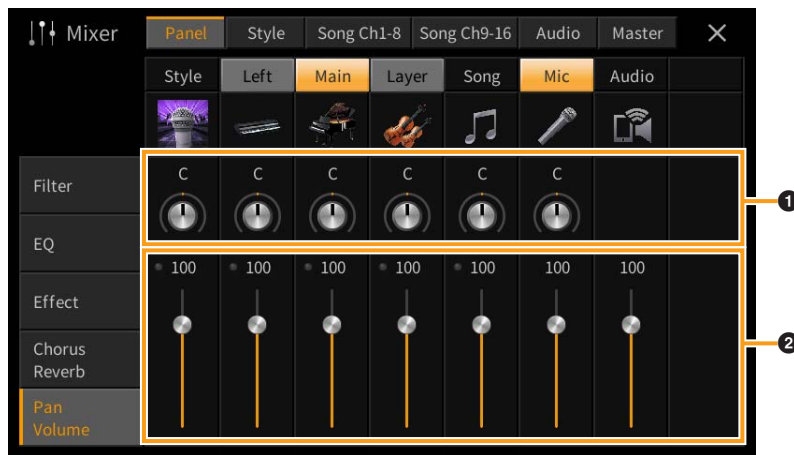 Mixer Panel Style Song Ch1-8 Song Ch9-16 Audio Master
Style Left Main Layer Song Mic Audio
Filter
C C C C C C
1
EQ
100 100 100 100 100 100 100
Effect
2
Chorus
Reverb
Pan
Volume